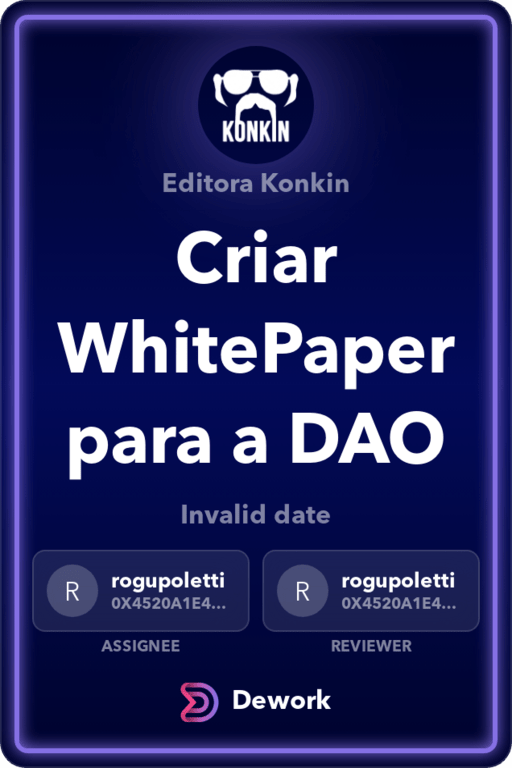 KONKIN
Editora Konkin
Criar
WhitePaper
para a DAO
Invalid date
R
rogupoletti
0X4520A1E4...
R
rogupoletti
0X4520A1E4...
ASSIGNEE
REVIEWER
Dework